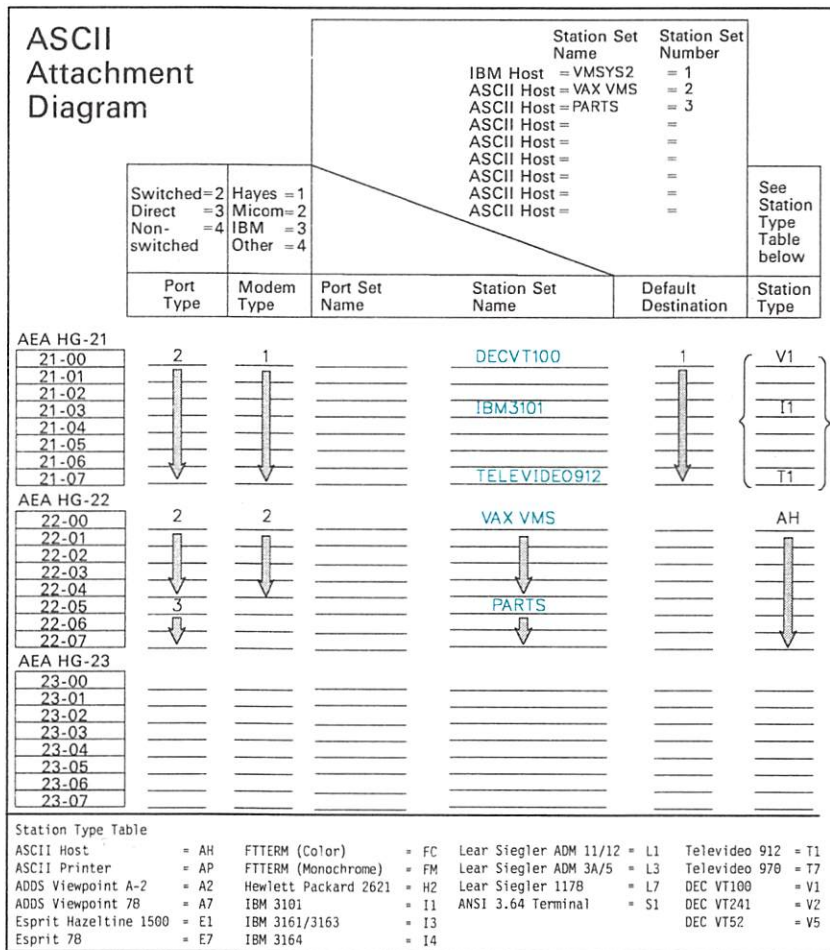 ASCII
Attachment
Diagram
Station Set Name Station Set Number
IBM Host = VMSYS2 = 1
ASCII Host = VAX VMS = 2
ASCII Host = PARTS = 3
ASCII Host = =
ASCII Host = =
ASCII Host = =
ASCII Host = =
ASCII Host = =
ASCII Host = =
Switched=2
Direct =3
Non- =4
switched
Hayes =1
Micom=2
IBM =3
Other =4
See
Station
Type
Table
below
Port Type Modem Type Port Set Name Station Set Name Default Destination Station Type
AEA HG-21
21-00 2 1 DECVT100 1 V1
21-01
21-02
21-03 IBM3101 I1
21-04
21-05
21-06
21-07 TELEVIDEO912 T1
AEA HG-22
22-00 2 2 VAX VMS AH
22-01
22-02
22-03
22-04
22-05 3 PARTS
22-06
22-07
AEA HG-23
23-00
23-01
23-02
23-03
23-04
23-05
23-06
23-07
Station Type Table
ASCII Host = AH FTTERM (Color) = FC Lear Siegler ADM 11/12 = L1 Televideo 912 = T1
ASCII Printer = AP FTTERM (Monochrome) = FM Lear Siegler ADM 3A/5 = L3 Televideo 970 = T7
ADDS Viewpoint A-2 = A2 Hewlett Packard 2621 = H2 Lear Siegler 1178 = L7 DEC VT100 = V1
ADDS Viewpoint 78 = A7 IBM 3101 = I1 ANSI 3.64 Terminal = S1 DEC VT241 = V2
Esprit Hazeltine 1500 = E1 IBM 3161/3163 = I3 DEC VT52 = V5
Esprit 78 = E7 IBM 3164 = I4